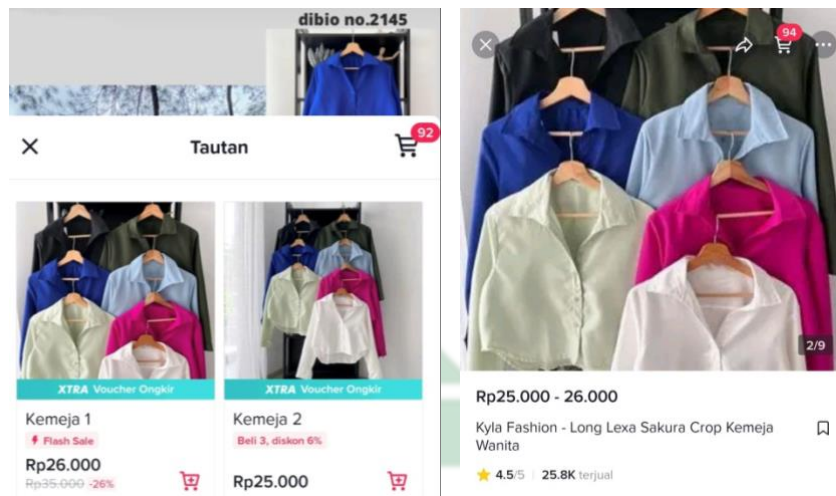 dibio no.2145
Tautan
92
XTRA Voucher Ongkir
XTRA Voucher Ongkir
Kemeja 1
Flash Sale
Rp26.000
Rp35.000 -26%
Kemeja 2
Beli 3, diskon 6%
Rp25.000
94
2/9
Rp25.000 - 26.000
Kyla Fashion - Long Lexa Sakura Crop Kemeja
Wanita
4.5/5
25.8K terjual